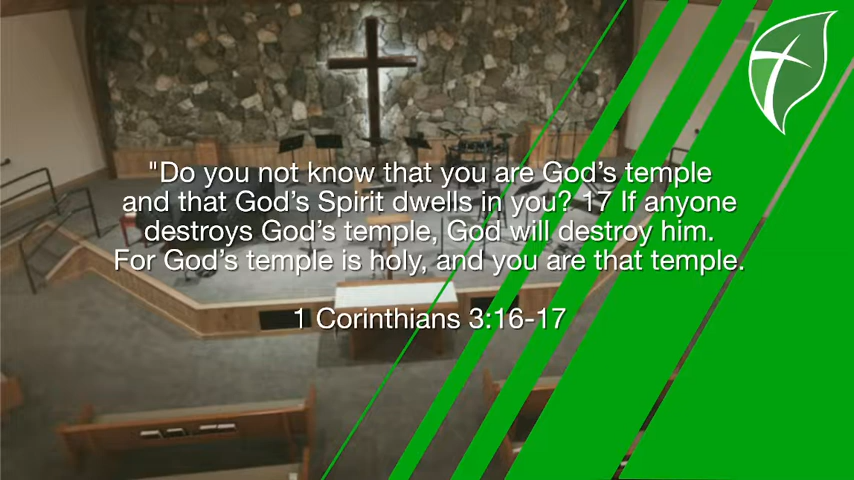 "Do you not know that you are God’s temple
and that God’s Spirit dwells in you? 17 If anyone
destroys God’s temple, God will destroy him.
For God’s temple is holy, and you are that temple.
1 Corinthians 3:16-17